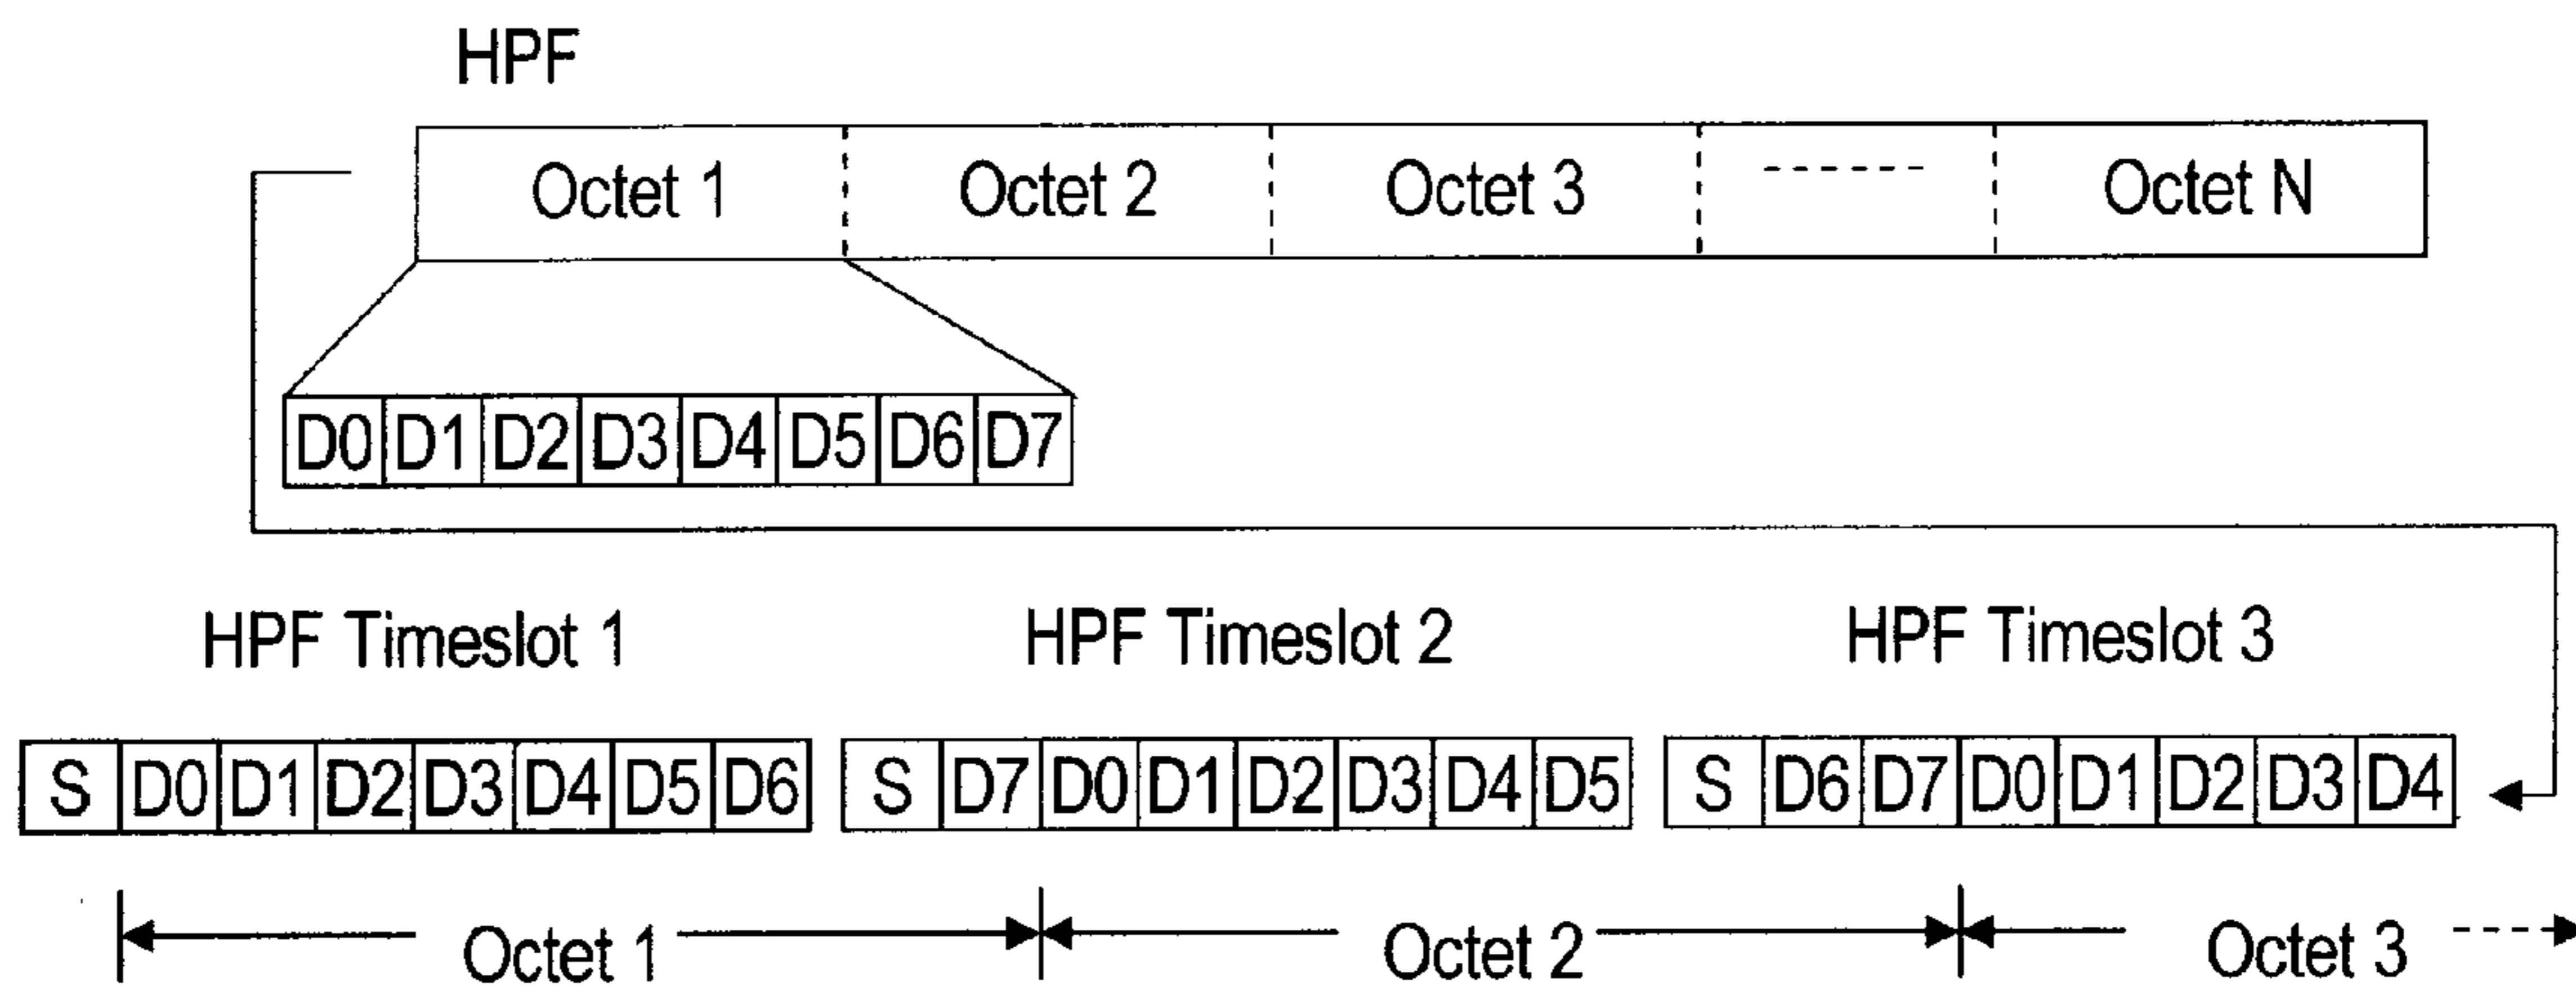 HPF
Octet 1 Octet 2 Octet 3 Octet N
D0 D1 D2 D3 D4 D5 D6 D7
HPF Timeslot 1 HPF Timeslot 2 HPF Timeslot 3
S D0 D1 D2 D3 D4 D5 D6 S D7 D0 D1 D2 D3 D4 D5 S D6 D7 D0 D1 D2 D3 D4
Octet 1 Octet 2 Octet 3